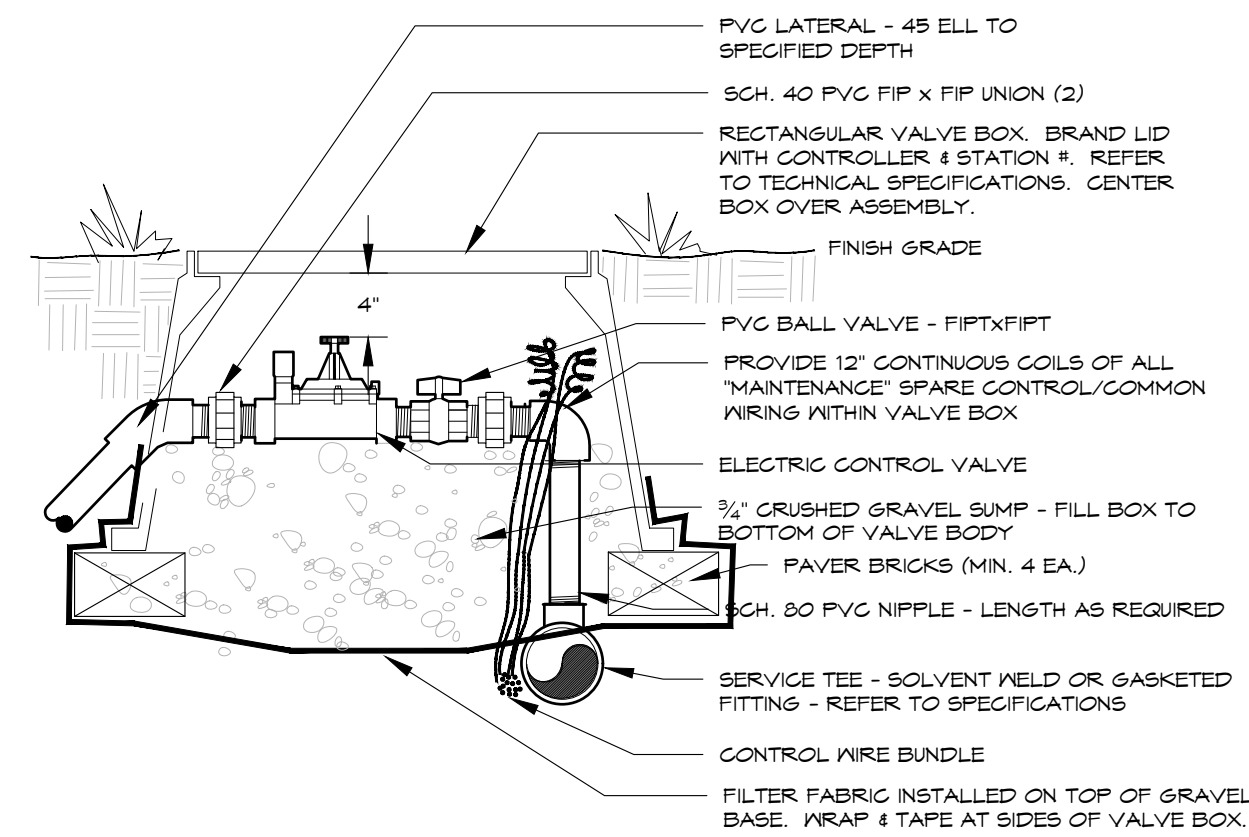 PVC LATERAL - 45 ELL TO
SPECIFIED DEPTH
SCH. 40 PVC FIP x FIP UNION (2)
RECTANGULAR VALVE BOX. BRAND LID
WITH CONTROLLER & STATION #. REFER
TO TECHNICAL SPECIFICATIONS. CENTER
BOX OVER ASSEMBLY.
FINISH GRADE
4"
PVC BALL VALVE - FIPTxFIPT
PROVIDE 12" CONTINUOUS COILS OF ALL
"MAINTENANCE" SPARE CONTROL/COMMON
WIRING WITHIN VALVE BOX
ELECTRIC CONTROL VALVE
¾" CRUSHED GRAVEL SUMP - FILL BOX TO
BOTTOM OF VALVE BODY
PAVER BRICKS (MIN. 4 EA.)
SCH. 80 PVC NIPPLE - LENGTH AS REQUIRED
SERVICE TEE - SOLVENT WELD OR GASKETED
FITTING - REFER TO SPECIFICATIONS
CONTROL WIRE BUNDLE
FILTER FABRIC INSTALLED ON TOP OF GRAVEL
BASE. WRAP & TAPE AT SIDES OF VALVE BOX.